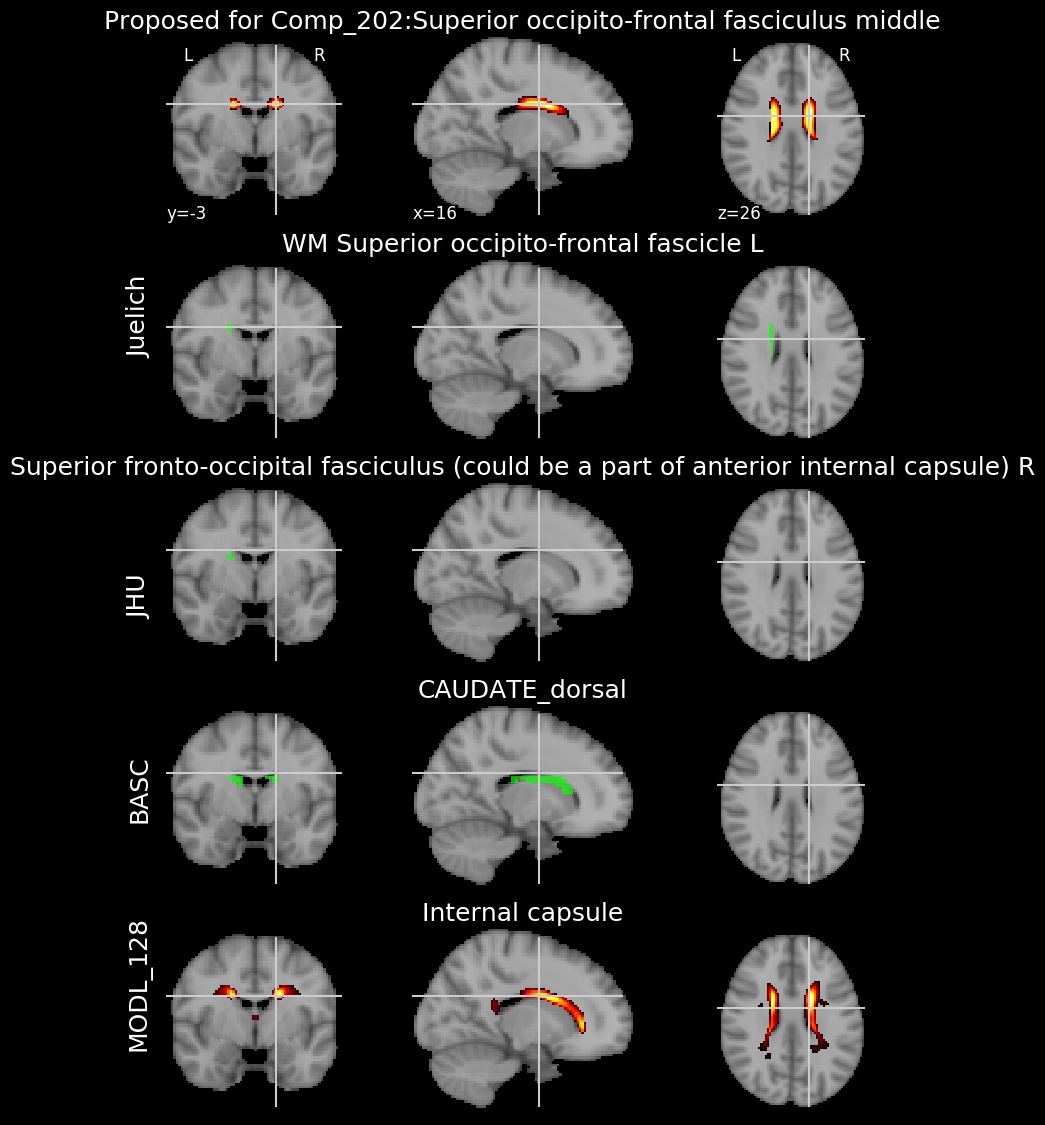 Proposed for Comp_202:Superior occipito-frontal fasciculus middle
L R L R
y=-3 x=16 z=26
WM Superior occipito-frontal fascicle L
Juelich
Superior fronto-occipital fasciculus (could be a part of anterior internal capsule) R
JHU
CAUDATE_dorsal
BASC
Internal capsule
MODL_128